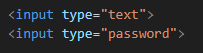 <input type="text">
<input type="password">